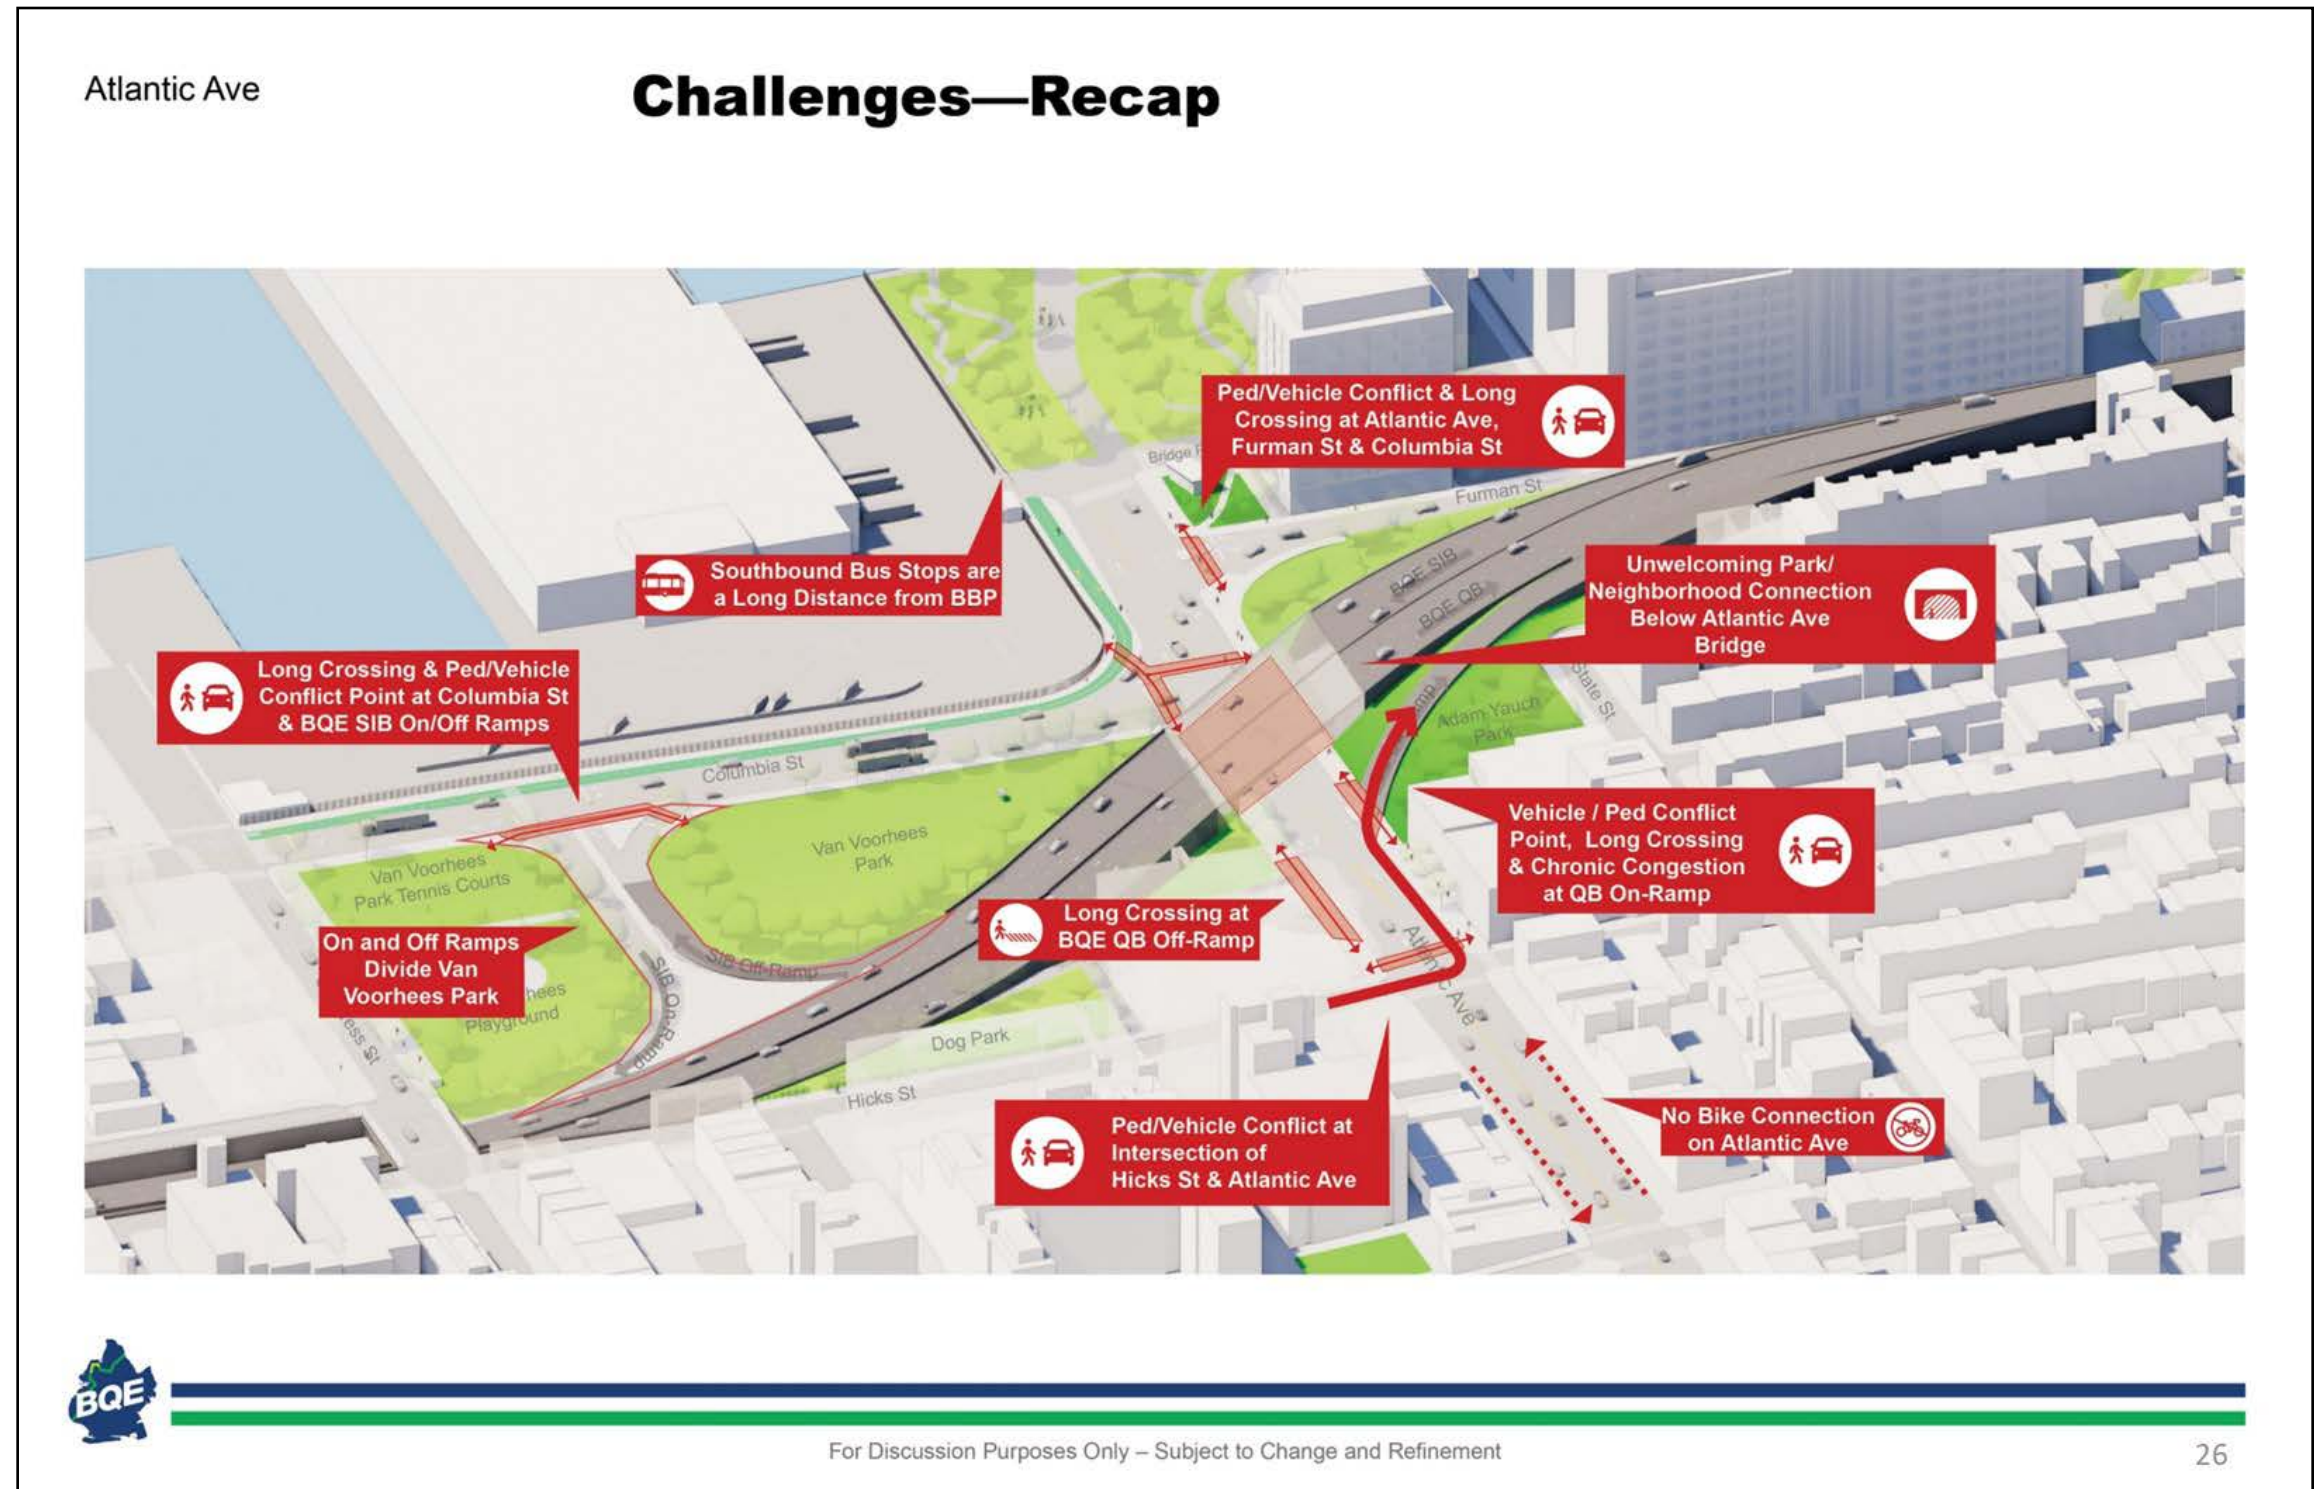 Atlantic Ave
Challenges—Recap
Ped/Vehicle Conflict & Long
Crossing at Atlantic Ave,
Furman St & Columbia St
Bridge
Furman St
BQE SIB
BQE QB
Southbound Bus Stops are
a Long Distance from BBP
Unwelcoming Park/
Neighborhood Connection
Below Atlantic Ave
Bridge
Long Crossing & Ped/Vehicle
Conflict Point at Columbia St
& BQE SIB On/Off Ramps
State St
Adam Yauch
Park
Columbia St
Vehicle / Ped Conflict
Point, Long Crossing
& Chronic Congestion
at QB On-Ramp
Van Voorhees
Park
Van Voorhees
Park Tennis Courts
Long Crossing at
BQE QB Off-Ramp
On and Off Ramps
Divide Van
Voorhees Park
hees
Playground
SIB Off-Ramp
SIB On-Ramp
Atlantic Ave
ess St
Dog Park
Hicks St
Ped/Vehicle Conflict at
Intersection of
Hicks St & Atlantic Ave
No Bike Connection
on Atlantic Ave
BQE
For Discussion Purposes Only – Subject to Change and Refinement
26